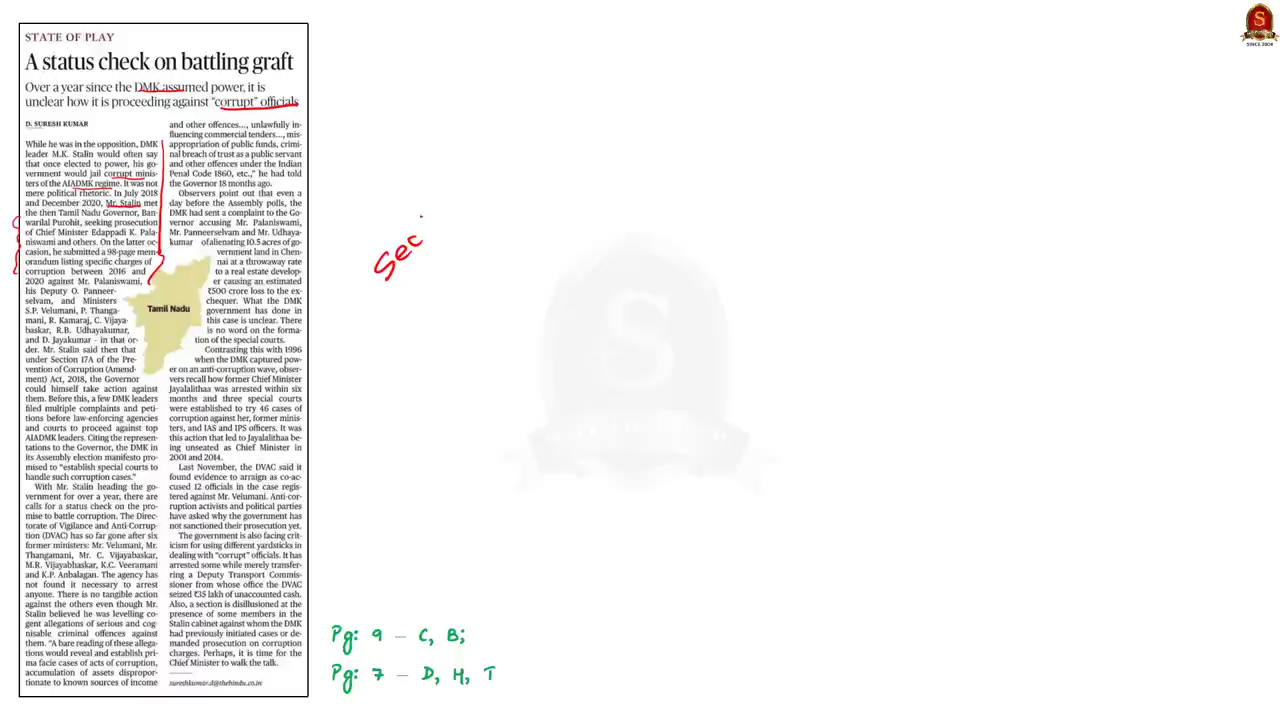 STATE OF PLAY
A status check on battling graft
Over a year since the DMK assumed power, it is
unclear how it is proceeding against “corrupt” officials
D. SURESH KUMAR
While he was in the opposition, DMK
leader M.K. Stalin would often say
that once elected to power, his go-
vernment would jail corrupt minis-
ters of the AIADMK regime. It was not
mere political rhetoric. In July 2018
and December 2020, Mr. Stalin met
the then Tamil Nadu Governor, Ban-
warilal Purohit, seeking prosecution
of Chief Minister Edappadi K. Pala-
niswami and others. On the latter oc-
casion, he submitted a 98-page mem-
orandum listing specific charges of
corruption between 2016 and
2020 against Mr. Palaniswami,
his Deputy O. Panneer-
selvam, and Ministers
S.P. Velumani, P. Thanga-
mani, R. Kamaraj, C. Vijaya-
baskar, R.B. Udhayakumar,
and D. Jayakumar - in that or-
der. Mr. Stalin said then that
under Section 17A of the Pre-
vention of Corruption (Amend-
ment) Act, 2018, the Governor
could himself take action against
them. Before this, a few DMK leaders
filed multiple complaints and peti-
tions before law-enforcing agencies
and courts to proceed against top
AIADMK leaders. Citing the represen-
tations to the Governor, the DMK in
its Assembly election manifesto pro-
mised to “establish special courts to
handle such corruption cases.”
With Mr. Stalin heading the go-
vernment for over a year, there are
calls for a status check on the pro-
mise to battle corruption. The Direc-
torate of Vigilance and Anti-Corrup-
tion (DVAC) has so far gone after six
former ministers: Mr. Velumani, Mr.
Thangamani, Mr. C. Vijayabaskar,
M.R. Vijayabhaskar, K.C. Veeramani
and K.P. Anbalagan. The agency has
not found it necessary to arrest
anyone. There is no tangible action
against the others even though Mr.
Stalin believed he was levelling co-
gent allegations of serious and cog-
nisable criminal offences against
them. “A bare reading of these allega-
tions would reveal and establish pri-
ma facie cases of acts of corruption,
accumulation of assets dispropor-
tionate to known sources of income
and other offences..., unlawfully in-
fluencing commercial tenders..., mis-
appropriation of public funds, crimi-
nal breach of trust as a public servant
and other offences under the Indian
Penal Code 1860, etc.,” he had told
the Governor 18 months ago.
Observers point out that even a
day before the Assembly polls, the
DMK had sent a complaint to the Go-
vernor accusing Mr. Palaniswami,
Mr. Panneerselvam and Mr. Udhaya-
kumar of alienating 10.5 acres of go-
vernment land in Chen-
nai at a throwaway rate
to a real estate develop-
er causing an estimated
₹500 crore loss to the ex-
chequer. What the DMK
government has done in
this case is unclear. There
is no word on the forma-
tion of the special courts.
Contrasting this with 1996
when the DMK captured pow-
er on an anti-corruption wave, obser-
vers recall how former Chief Minister
Jayalalithaa was arrested within six
months and three special courts
were established to try 46 cases of
corruption against her, former minis-
ters, and IAS and IPS officers. It was
this action that led to Jayalalithaa be-
ing unseated as Chief Minister in
2001 and 2014.
Last November, the DVAC said it
found evidence to arraign as co-ac-
cused 12 officials in the case regis-
tered against Mr. Velumani. Anti-cor-
ruption activists and political parties
have asked why the government has
not sanctioned their prosecution yet.
The government is also facing crit-
icism for using different yardsticks in
dealing with “corrupt” officials. It has
arrested some while merely transfer-
ring a Deputy Transport Commis-
sioner from whose office the DVAC
seized ₹35 lakh of unaccounted cash.
Also, a section is disillusioned at the
presence of some members in the
Stalin cabinet against whom the DMK
had previously initiated cases or de-
manded prosecution on corruption
charges. Perhaps, it is time for the
Chief Minister to walk the talk.
sureshkumar.d@thehindu.co.in
Tamil Nadu
Sec
Pg: 9 – C, B;
Pg: 7 – D, H, T
S
SINCE 2004
S